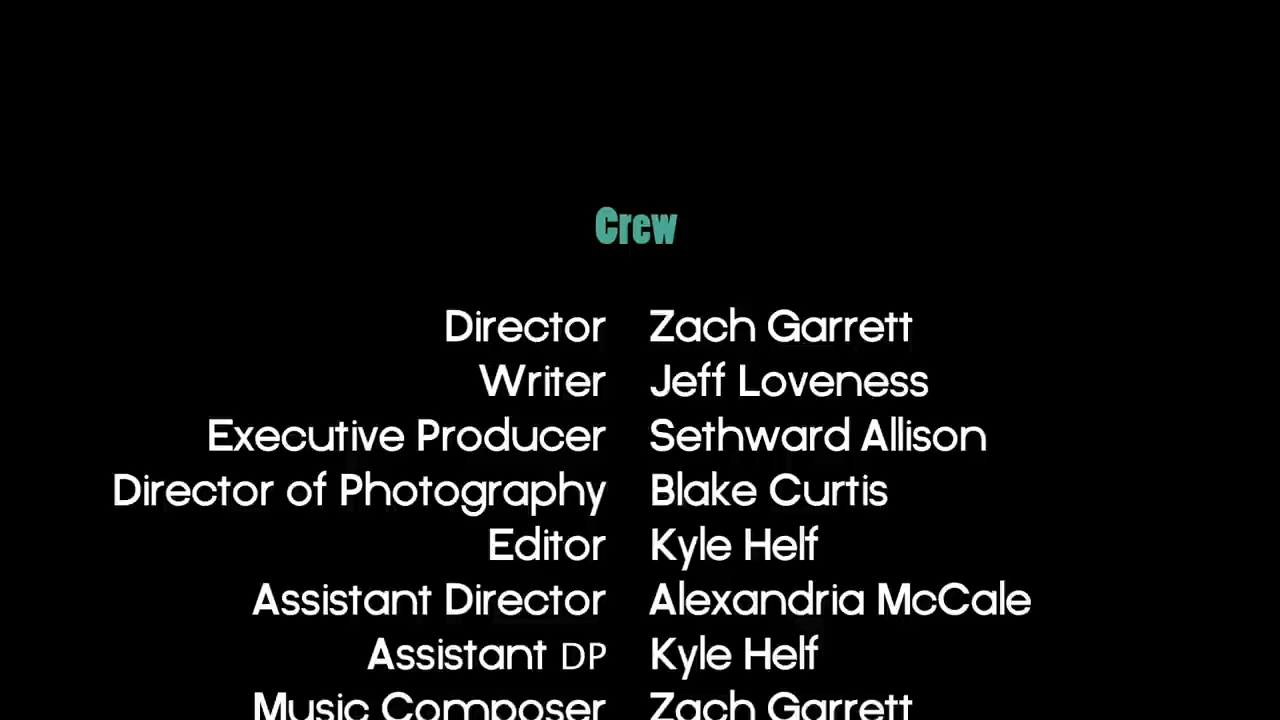 Crew
Director Zach Garrett
Writer Jeff Loveness
Executive Producer Sethward Allison
Director of Photography Blake Curtis
Editor Kyle Helf
Assistant Director Alexandria McCale
Assistant DP Kyle Helf
Music Composer Zach Garrett